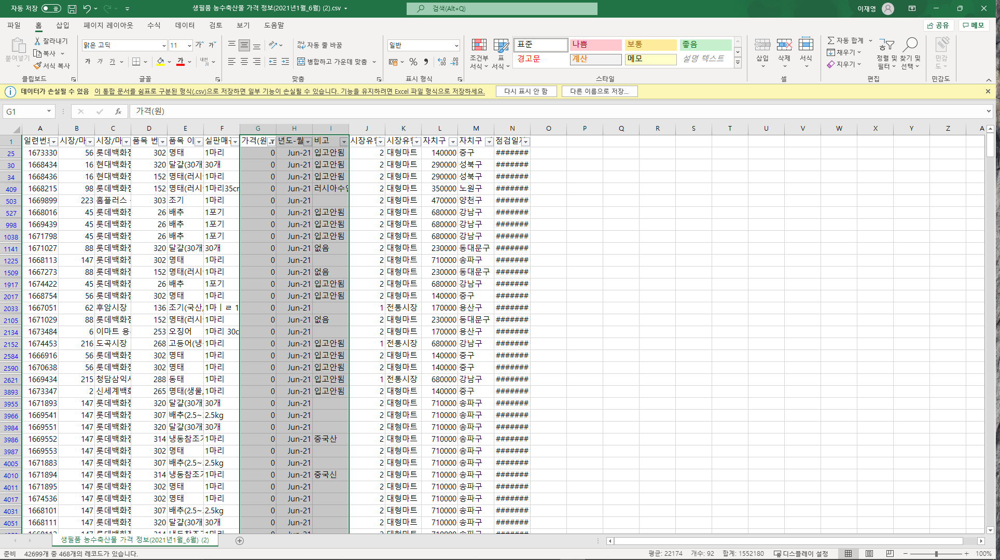 자동 저장 끔 생필품 농수축산물 가격 정보(2021년1월_6월) (2).csv 검색(Alt+Q) 이재영
파일 홈 삽입 페이지 레이아웃 수식 데이터 검토 보기 도움말 공유 메모
붙여넣기 잘라내기 복사 서식 복사 클립보드
맑은 고딕 11 가 가 가 가 가 가 내천 글꼴
가나 자동 줄 바꿈 병합하고 가운데 맞춤 맞춤
일반 % 표시 형식
조건부 서식 표 서식 표준 나쁨 보통 좋음
경고문 계산 메모 설명 텍스트 스타일
삽입 삭제 서식 셀
자동 합계 채우기 지우기 정렬 및 필터 찾기 및 선택 편집
민감도 민감도
데이터가 손실될 수 있음 이 통합 문서를 쉼표로 구분된 형식(.csv)으로 저장하면 일부 기능이 손실될 수 있습니다. 기능을 유지하려면 Excel 파일 형식으로 저장하세요. 다시 표시 안 함 다른 이름으로 저장...
G1 fx 가격(원)
A B C D E F G H I J K L M N O P Q R S T U V W X Y Z A
1 일련번호 시장/마 시장/마 품목 번 품목 이 실판매규 가격(원 년도-월 비고 시장유형 시장유형 자치구 자치구 점검일자
25 1673330 56 롯데백화점 302 명태 1마리 0 Jun-21 입고안됨 2 대형마트 140000 중구 #######
30 1668434 16 현대백화점 320 달걀(30개 30개 0 Jun-21 입고안됨 2 대형마트 290000 성북구 #######
34 1668436 16 현대백화점 152 명태(러시 1마리 0 Jun-21 입고안됨 2 대형마트 290000 성북구 #######
409 1668215 98 롯데백화점 152 명태(러시 1마리35cm 0 Jun-21 러시아수입 2 대형마트 350000 노원구 #######
503 1669899 223 홈플러스 303 조기 1마리 0 Jun-21 2 대형마트 470000 양천구 #######
527 1668016 45 롯데백화점 26 배추 1포기 0 Jun-21 입고안됨 2 대형마트 680000 강남구 #######
998 1669439 45 롯데백화점 26 배추 1포기 0 Jun-21 입고안됨 2 대형마트 680000 강남구 #######
1038 1671798 45 롯데백화점 26 배추 1포기 0 Jun-21 입고안됨 2 대형마트 680000 강남구 #######
1141 1671027 88 롯데백화점 320 달걀(30개 30개 0 Jun-21 없음 2 대형마트 230000 동대문구 #######
1225 1668113 147 롯데백화점 302 명태 1마리 0 Jun-21 2 대형마트 710000 송파구 #######
1509 1667273 88 롯데백화점 152 명태(러시 1마리 0 Jun-21 없음 2 대형마트 230000 동대문구 #######
1917 1674422 45 롯데백화점 26 배추 1포기 0 Jun-21 입고안됨 2 대형마트 680000 강남구 #######
2017 1668754 56 롯데백화점 302 명태 1마리 0 Jun-21 입고안됨 2 대형마트 140000 중구 #######
2033 1667051 62 후암시장 136 조기(국산, 1마ㅣㄹ 1 0 Jun-21 1 전통시장 170000 용산구 #######
2105 1671029 88 롯데백화점 152 명태(러시 1마리 0 Jun-21 없음 2 대형마트 230000 동대문구 #######
2134 1673484 6 이마트 용 253 오징어 1마리 30c 0 Jun-21 2 대형마트 170000 용산구 #######
2152 1674453 216 도곡시장 268 고등어(냉 1마리 0 Jun-21 입고안됨 1 전통시장 680000 강남구 #######
2584 1666916 56 롯데백화점 302 명태 1마리 0 Jun-21 입고안됨 2 대형마트 140000 중구 #######
2590 1670638 56 롯데백화점 302 명태 1마리 0 Jun-21 입고안됨 2 대형마트 140000 중구 #######
2621 1669434 215 청담삼익시 288 동태 1마리 0 Jun-21 입고안됨 1 전통시장 680000 강남구 #######
3893 1673347 2 신세계백화 265 명태(생물, 1마리 0 Jun-21 입고안됨 2 대형마트 140000 중구 #######
3955 1671893 147 롯데백화점 320 달걀(30개 30개 0 Jun-21 2 대형마트 710000 송파구 #######
3966 1669541 147 롯데백화점 307 배추(2.5~ 2.5kg 0 Jun-21 2 대형마트 710000 송파구 #######
3984 1669551 147 롯데백화점 320 달걀(30개 30개 0 Jun-21 2 대형마트 710000 송파구 #######
3986 1669552 147 롯데백화점 314 냉동참조기 1마리 0 Jun-21 중국산 2 대형마트 710000 송파구 #######
3987 1669553 147 롯데백화점 302 명태 1마리 0 Jun-21 2 대형마트 710000 송파구 #######
4005 1671883 147 롯데백화점 307 배추(2.5~ 2.5kg 0 Jun-21 2 대형마트 710000 송파구 #######
4010 1671894 147 롯데백화점 314 냉동참조기 1마리 0 Jun-21 중국신 2 대형마트 710000 송파구 #######
4011 1671895 147 롯데백화점 302 명태 1마리 0 Jun-21 2 대형마트 710000 송파구 #######
4017 1674536 147 롯데백화점 302 명태 1마리 0 Jun-21 2 대형마트 710000 송파구 #######
4031 1668101 147 롯데백화점 307 배추(2.5~ 2.5kg 0 Jun-21 2 대형마트 710000 송파구 #######
4051 1668111 147 롯데백화점 320 달걀(30개 30개 0 Jun-21 2 대형마트 710000 송파구 #######
생필품 농수축산물 가격 정보(2021년1월_6월) (2)
준비 42699개 중 468개의 레코드가 있습니다. 평균: 22174 개수: 92 합계: 1552180 디스플레이 설정 100%